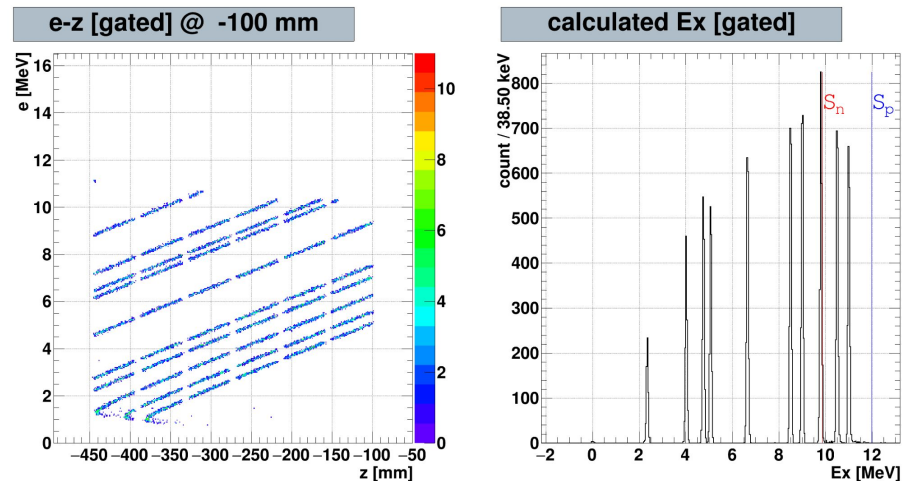 e-z [gated] @ -100 mm
e [MeV]
16
14
12
10
8
6
4
2
0
−450 −400 −350 −300 −250 −200 −150 −100 −50
z [mm]
10
8
6
4
2
0
calculated Ex [gated]
count / 38.50 keV
800
700
600
500
400
300
200
100
0
S_n
S_p
−2 0 2 4 6 8 10 12
Ex [MeV]